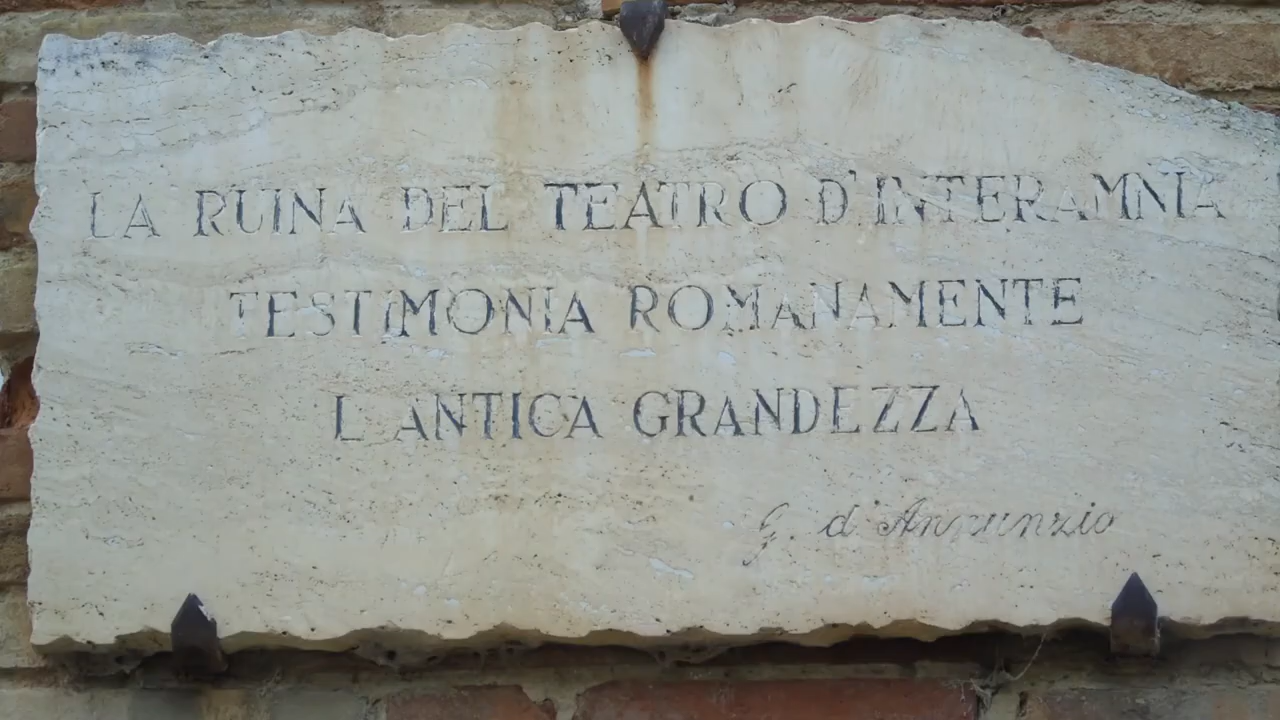 LA RUINA DEL TEATRO D'INTERAMNIA
TESTIMONIA ROMANAMENTE
L ANTICA GRANDEZZA
G. d'Annunzio